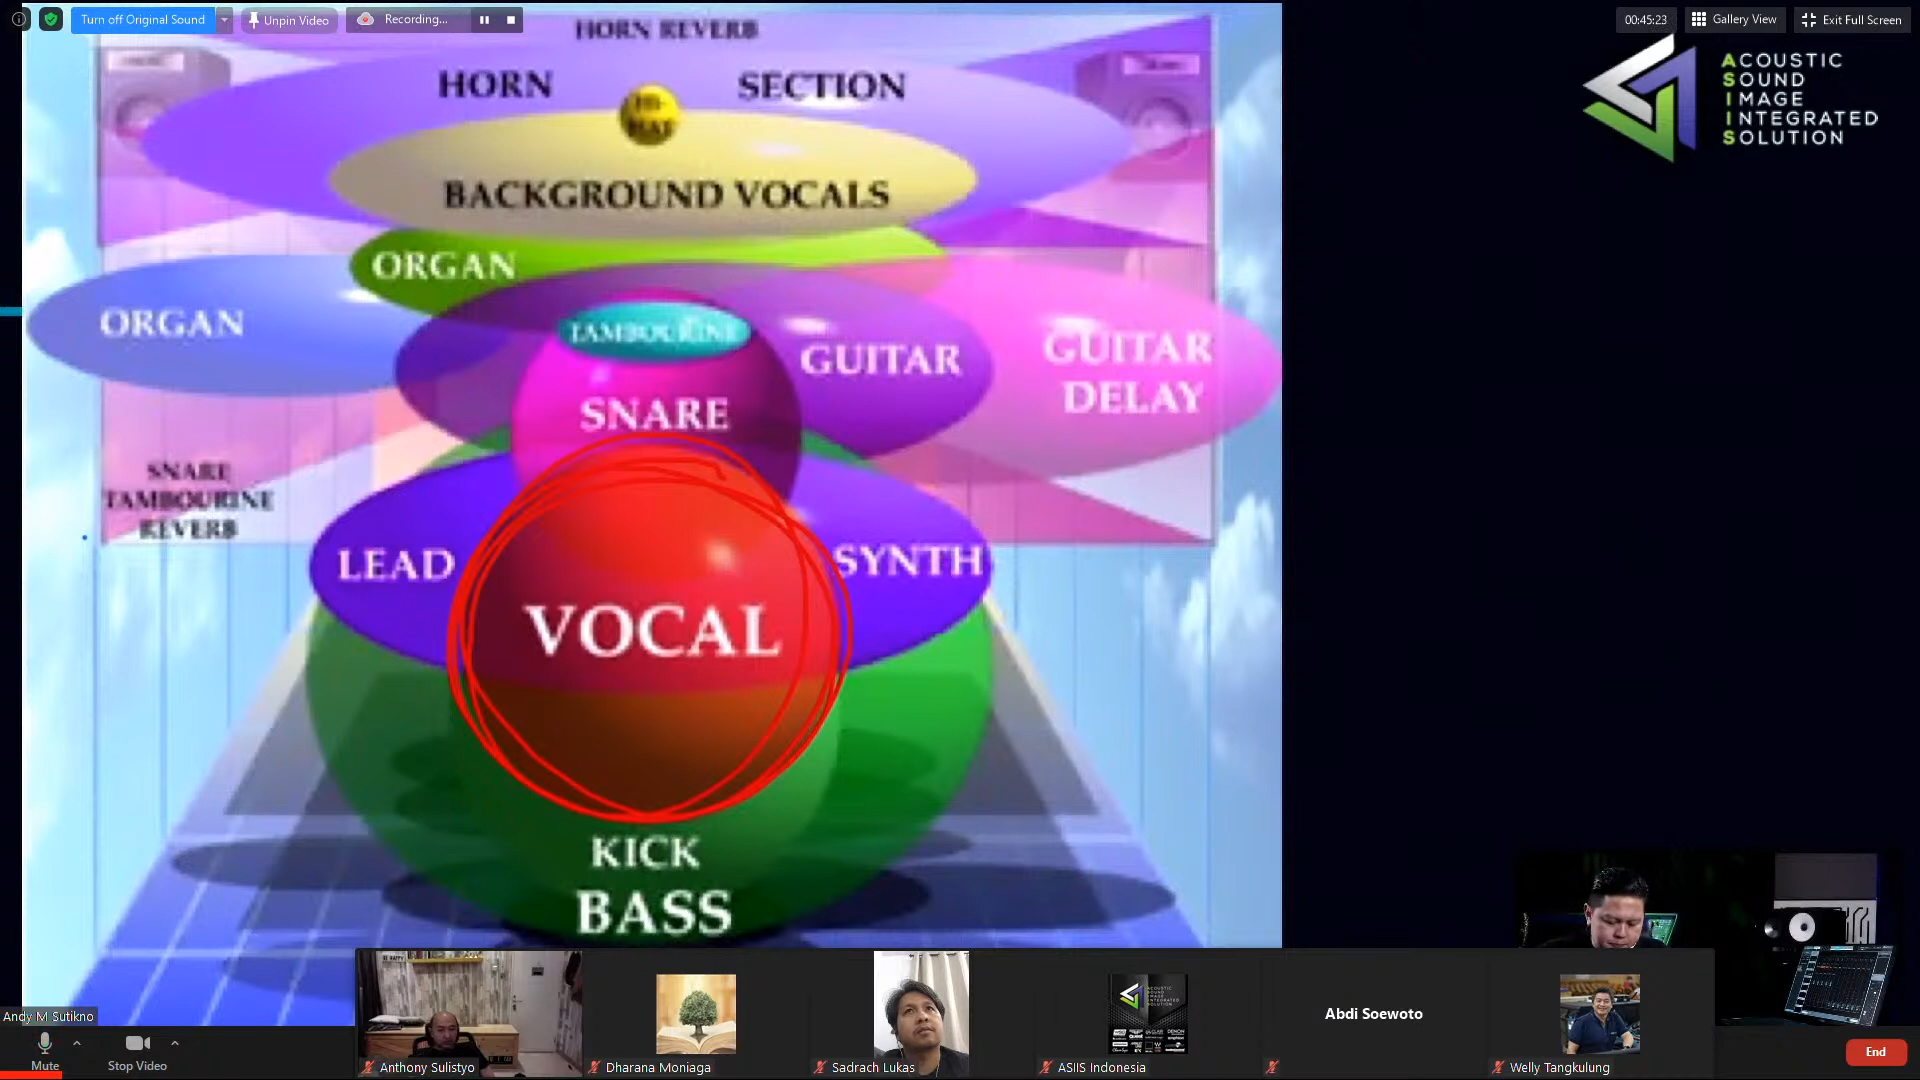 Turn off Original Sound
Unpin Video
Recording...
00:45:23
Gallery View
Exit Full Screen
HORN REVERB
ACOUSTIC
SOUND
IMAGE
INTEGRATED
SOLUTION
HORN SECTION
HI-
HAT
BACKGROUND VOCALS
ORGAN
ORGAN
TAMBOURINE
GUITAR
GUITAR
DELAY
SNARE
SNARE
TAMBOURINE
REVERB
LEAD
SYNTH
VOCAL
KICK
BASS
Andy M Sutikno
Abdi Soewoto
Mute
Stop Video
Anthony Sulistyo
Dharana Moniaga
Sadrach Lukas
ASIIS Indonesia
Welly Tangkulung
End